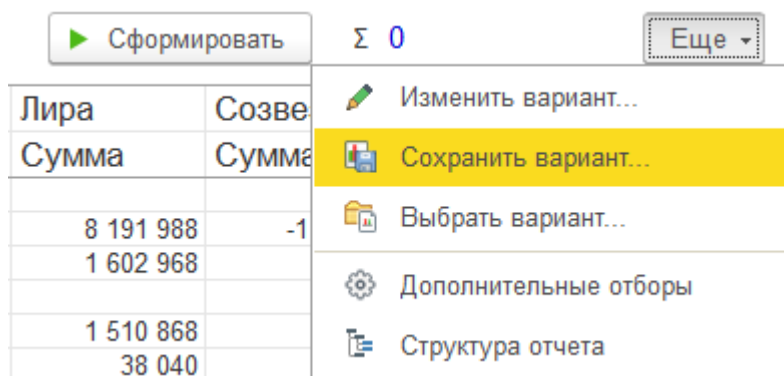 Сформировать Σ 0 Еще
Лира Созве
Изменить вариант...
Сумма Сумма
Сохранить вариант...
8 191 988 -1
Выбрать вариант...
1 602 968
Дополнительные отборы
1 510 868
Структура отчета
38 040